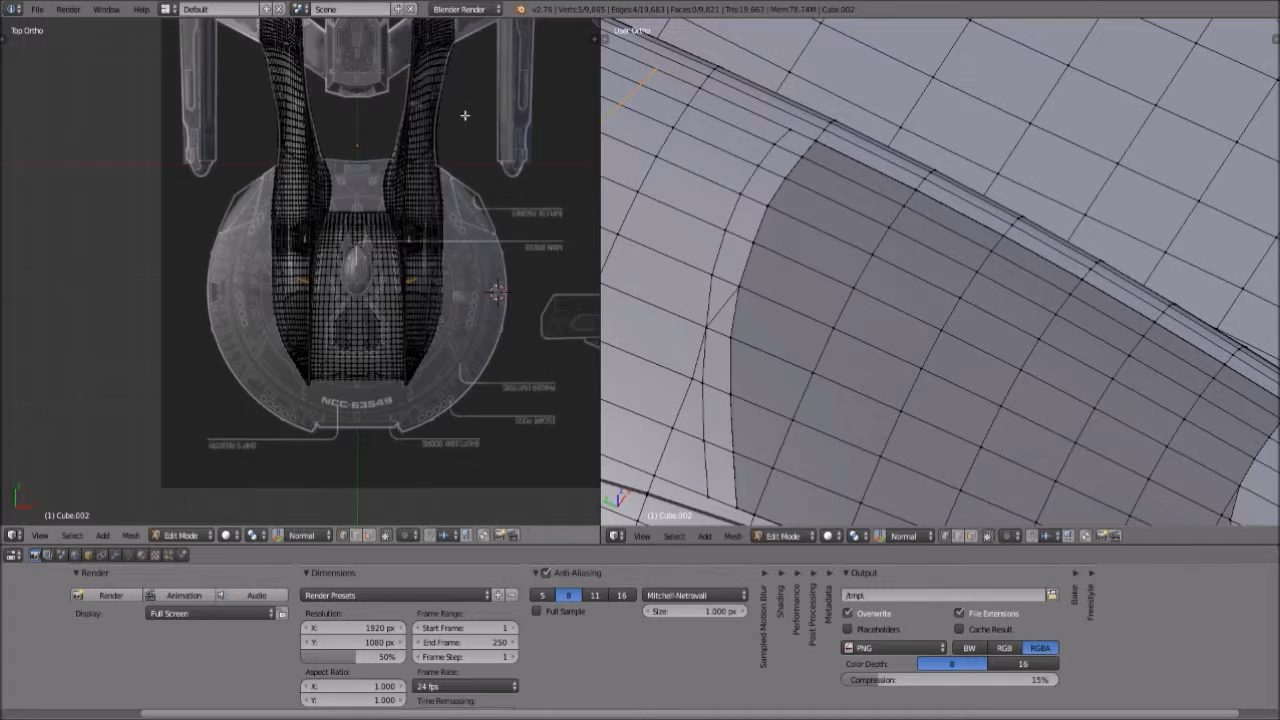 File Render Window Help Default Scene Blender Render v2.76 | Verts:5/9,865 | Edges:4/19,683 | Faces:0/9,821 | Tris:19,663 | Mem:78.74M | Cube.002
Top Ortho
User Ortho
NCC-63549
(1) Cube.002
(1) Cube.002
View Select Add Mesh Edit Mode Normal
View Select Add Mesh Edit Mode Normal
Render
Render Animation Audio
Display: Full Screen
Dimensions
Render Presets
Resolution: Frame Range:
X: 1920 px Start Frame: 1
Y: 1080 px End Frame: 250
50% Frame Step: 1
Aspect Ratio: Frame Rate:
X: 1.000 24 fps
Y: 1.000 Time Remapping:
Anti-Aliasing
5 8 11 16 Mitchell-Netravali
Full Sample Size: 1.000 px
Sampled Motion Blur
Shading
Performance
Post Processing
Metadata
Output
/tmp\
Overwrite File Extensions
Placeholders Cache Result
PNG BW RGB RGBA
Color Depth: 8 16
Compression: 15%
Bake
Freestyle